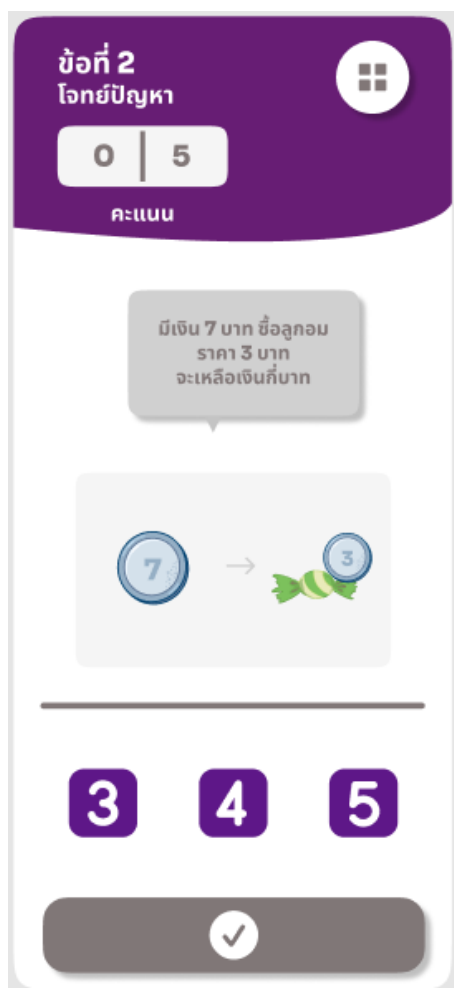 ข้อที่ 2
โจทย์ปัญหา
0 | 5
คะแนน
มีเงิน 7 บาท ซื้อลูกอม
ราคา 3 บาท
จะเหลือเงินกี่บาท
7 → 3
3 4 5